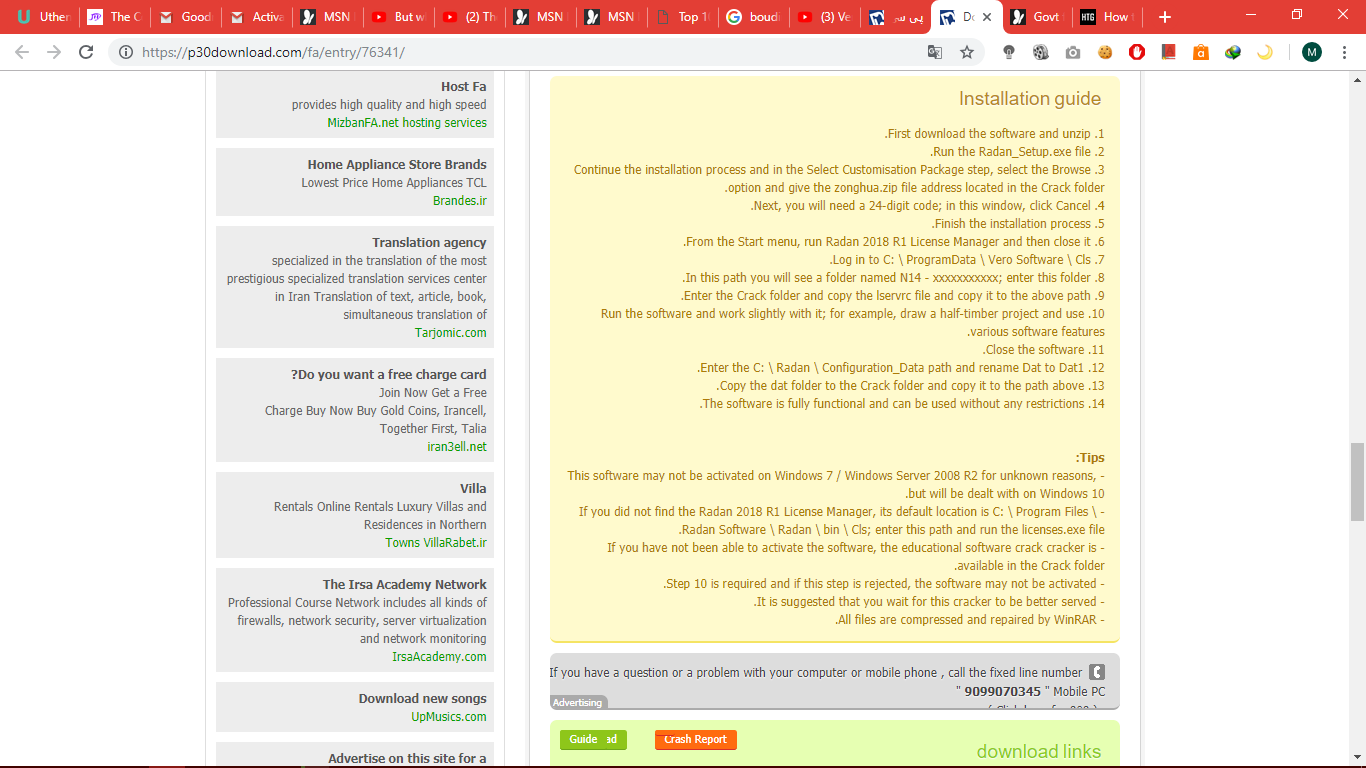 Uther
The C
Good
Activa
MSN
But w
(2) Th
MSN
MSN
Top 1
boudi
(3) Ve
پی سی
Do
Govt
How
https://p30download.com/fa/entry/76341/
M
Host Fa
provides high quality and high speed
MizbanFA.net hosting services
Home Appliance Store Brands
Lowest Price Home Appliances TCL
Brandes.ir
Translation agency
specialized in the translation of the most
prestigious specialized translation services center
in Iran Translation of text, article, book,
simultaneous translation of
Tarjomic.com
?Do you want a free charge card
Join Now Get a Free
Charge Buy Now Buy Gold Coins, Irancell,
Together First, Talia
iran3ell.net
Villa
Rentals Online Rentals Luxury Villas and
Residences in Northern
Towns VillaRabet.ir
The Irsa Academy Network
Professional Course Network includes all kinds of
firewalls, network security, server virtualization
and network monitoring
IrsaAcademy.com
Download new songs
UpMusics.com
Advertise on this site for a
Installation guide
.First download the software and unzip .1
.Run the Radan_Setup.exe file .2
Continue the installation process and in the Select Customisation Package step, select the Browse .3
.option and give the zonghua.zip file address located in the Crack folder
.Next, you will need a 24-digit code; in this window, click Cancel .4
.Finish the installation process .5
.From the Start menu, run Radan 2018 R1 License Manager and then close it .6
.Log in to C: \ ProgramData \ Vero Software \ Cls .7
.In this path you will see a folder named N14 - xxxxxxxxxxx; enter this folder .8
.Enter the Crack folder and copy the lservrc file and copy it to the above path .9
Run the software and work slightly with it; for example, draw a half-timber project and use .10
.various software features
.Close the software .11
.Enter the C: \ Radan \ Configuration_Data path and rename Dat to Dat1 .12
.Copy the dat folder to the Crack folder and copy it to the path above .13
.The software is fully functional and can be used without any restrictions .14
:Tips
This software may not be activated on Windows 7 / Windows Server 2008 R2 for unknown reasons, -
.but will be dealt with on Windows 10
If you did not find the Radan 2018 R1 License Manager, its default location is C: \ Program Files \ -
.Radan Software \ Radan \ bin \ Cls; enter this path and run the licenses.exe file
If you have not been able to activate the software, the educational software crack cracker is -
.available in the Crack folder
.Step 10 is required and if this step is rejected, the software may not be activated -
.It is suggested that you wait for this cracker to be better served -
.All files are compressed and repaired by WinRAR -
If you have a question or a problem with your computer or mobile phone , call the fixed line number
" 9099070345 " Mobile PC
Advertising
Guide ad
Crash Report
download links